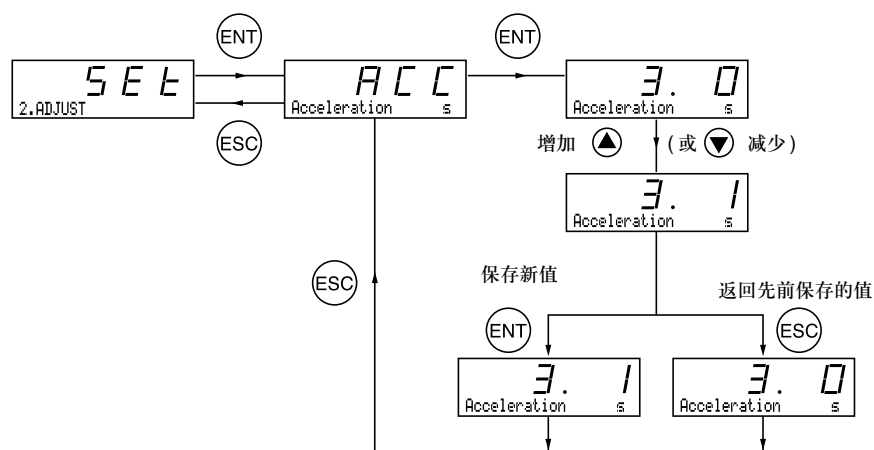 ENT
ENT
SEt
2.ADJUST
ACC
Acceleration s
3. 0
Acceleration s
ESC
增加 (或 减少)
3. 1
Acceleration s
保存新值
ESC
返回先前保存的值
ENT
ESC
3. 1
Acceleration s
3. 0
Acceleration s